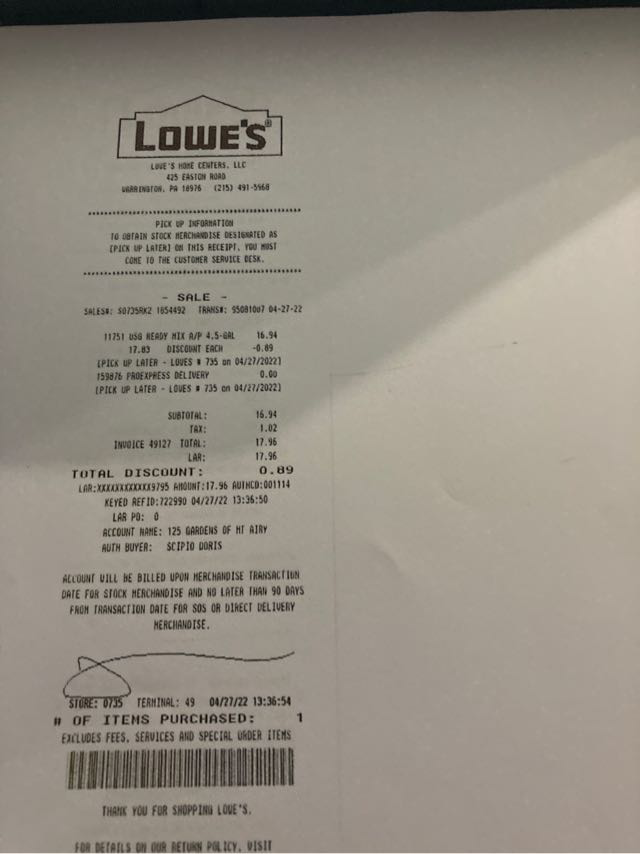 LOWE'S®
LOWE'S HOME CENTERS, LLC
425 EASTON ROAD
WARRINGTON, PA 18976 (215) 491-5968
PICK UP INFORMATION
TO OBTAIN STOCK MERCHANDISE DESIGNATED AS
[PICK UP LATER] ON THIS RECEIPT, YOU MUST
COME TO THE CUSTOMER SERVICE DESK.
- SALE -
SALES#: S0735RK2 1654492 TRANS#: 95081007 04-27-22
11751 USG READY MIX A/P 4.5-GAL 16.94
17.83 DISCOUNT EACH -0.89
[PICK UP LATER - LOWES # 735 on 04/27/2022]
159876 PROEXPRESS DELIVERY 0.00
[PICK UP LATER - LOWES # 735 on 04/27/2022]
SUBTOTAL: 16.94
TAX: 1.02
INVOICE 49127 TOTAL: 17.96
LAR: 17.96
TOTAL DISCOUNT: 0.89
LAR:XXXXXXXXXXXX9795 AMOUNT:17.96 AUTHCD:001114
KEYED REFID:722990 04/27/22 13:36:50
LAR PO: 0
ACCOUNT NAME: 125 GARDENS OF MT AIRY
AUTH BUYER: SCIPIO DORIS
ACCOUNT WILL BE BILLED UPON MERCHANDISE TRANSACTION
DATE FOR STOCK MERCHANDISE AND NO LATER THAN 90 DAYS
FROM TRANSACTION DATE FOR SOS OR DIRECT DELIVERY
MERCHANDISE.
STORE: 0735 TERMINAL: 49 04/27/22 13:36:54
# OF ITEMS PURCHASED: 1
EXCLUDES FEES, SERVICES AND SPECIAL ORDER ITEMS
THANK YOU FOR SHOPPING LOWE'S.
FOR DETAILS ON OUR RETURN POLICY, VISIT